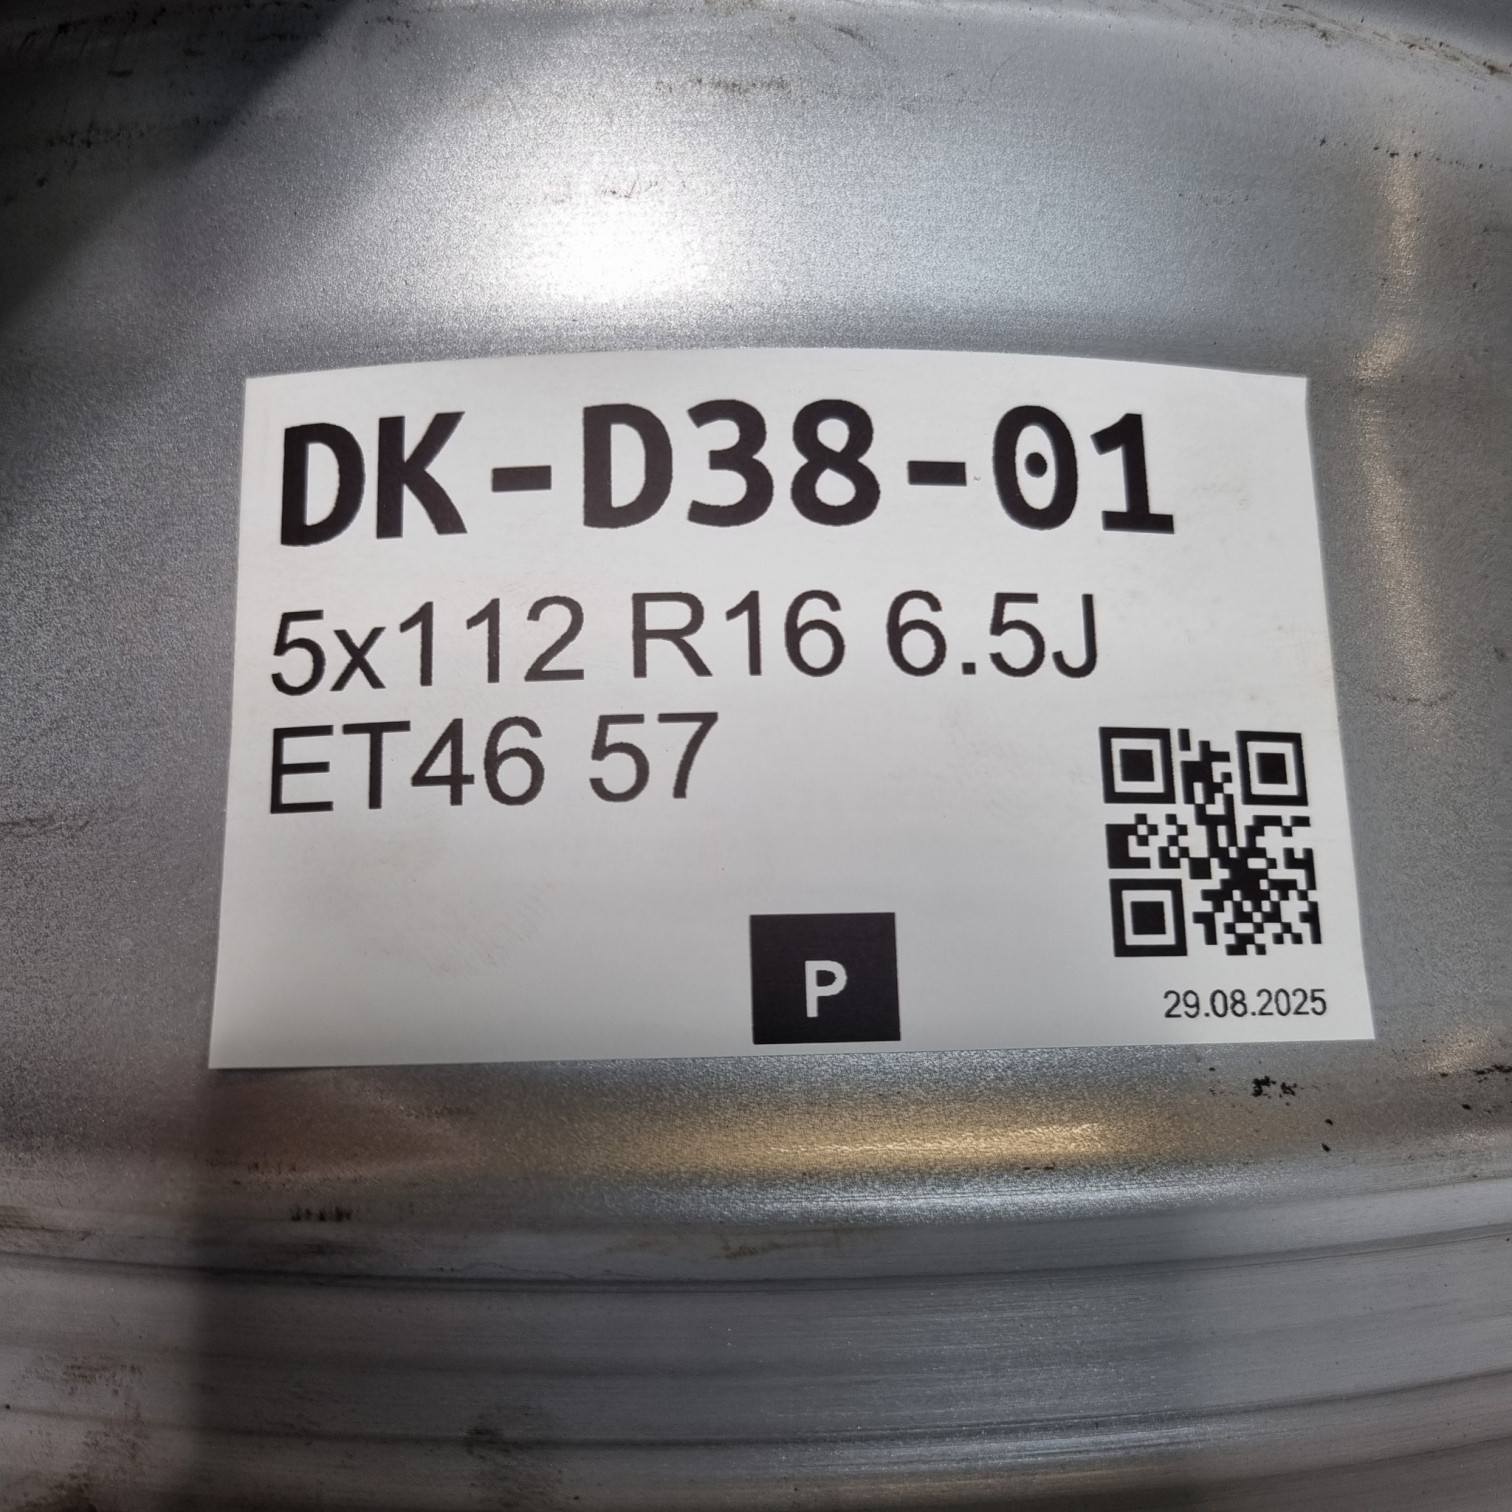 DK-D38-01
5x112 R16 6.5J
ET46 57
P
29.08.2025